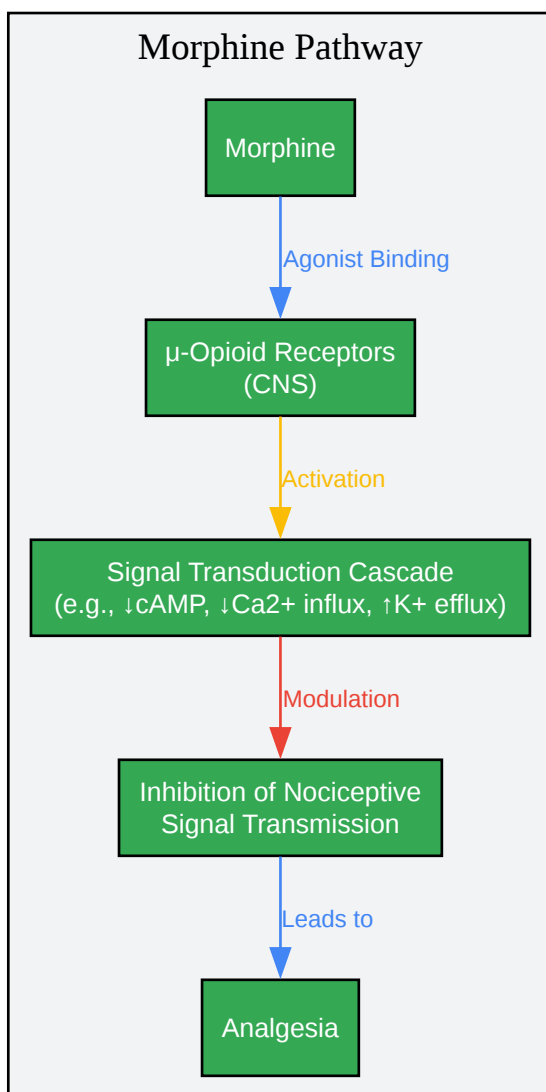 Morphine Pathway
Morphine
Agonist Binding
μ-Opioid Receptors
(CNS)
Activation
Signal Transduction Cascade
(e.g., ↓cAMP, ↓Ca2+ influx, ↑K+ efflux)
Modulation
Inhibition of Nociceptive
Signal Transmission
Leads to
Analgesia